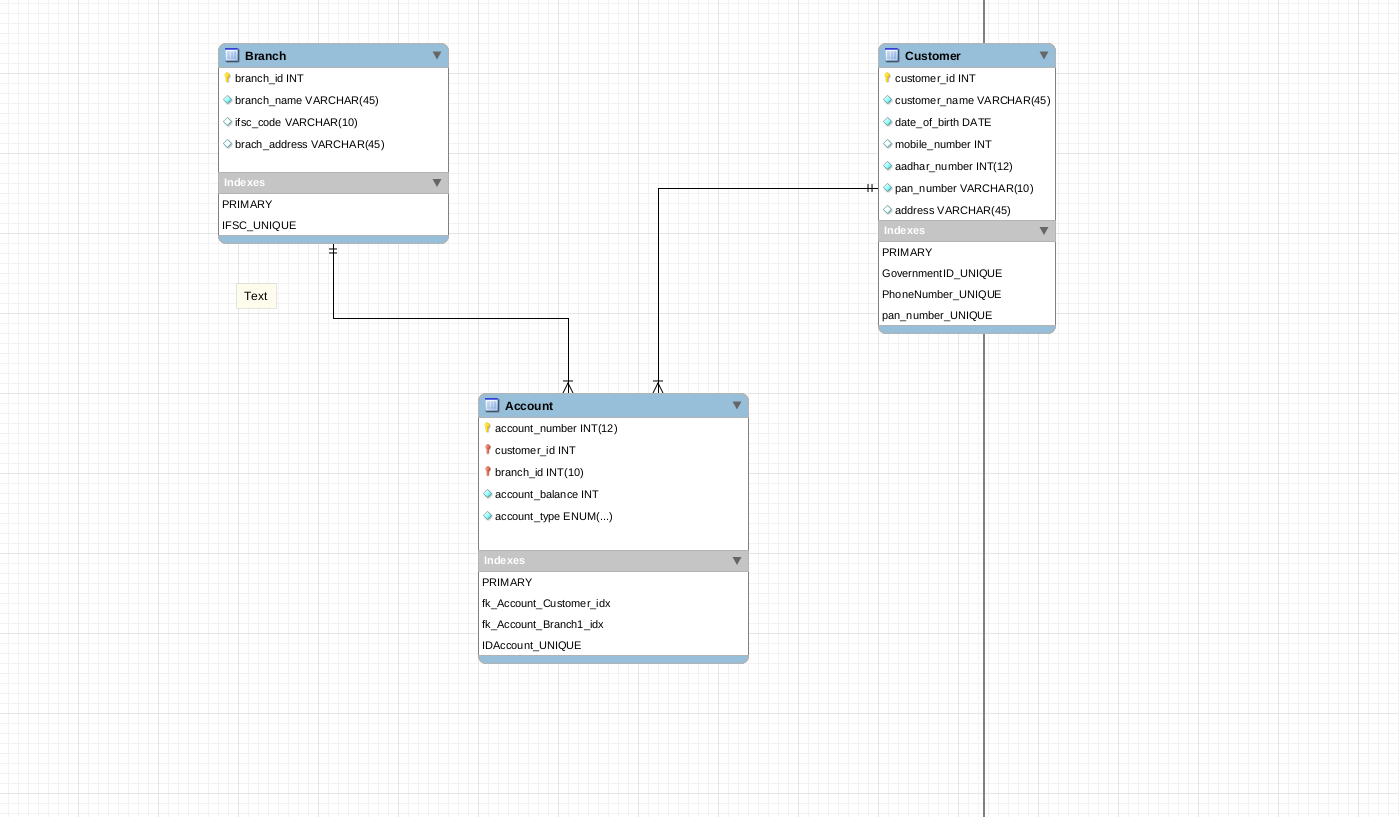 Branch
branch_id INT
branch_name VARCHAR(45)
ifsc_code VARCHAR(10)
brach_address VARCHAR(45)
Indexes
PRIMARY
IFSC_UNIQUE
Text
Customer
customer_id INT
customer_name VARCHAR(45)
date_of_birth DATE
mobile_number INT
aadhar_number INT(12)
pan_number VARCHAR(10)
address VARCHAR(45)
Indexes
PRIMARY
GovernmentID_UNIQUE
PhoneNumber_UNIQUE
pan_number_UNIQUE
Account
account_number INT(12)
customer_id INT
branch_id INT(10)
account_balance INT
account_type ENUM(...)
Indexes
PRIMARY
fk_Account_Customer_idx
fk_Account_Branch1_idx
IDAccount_UNIQUE